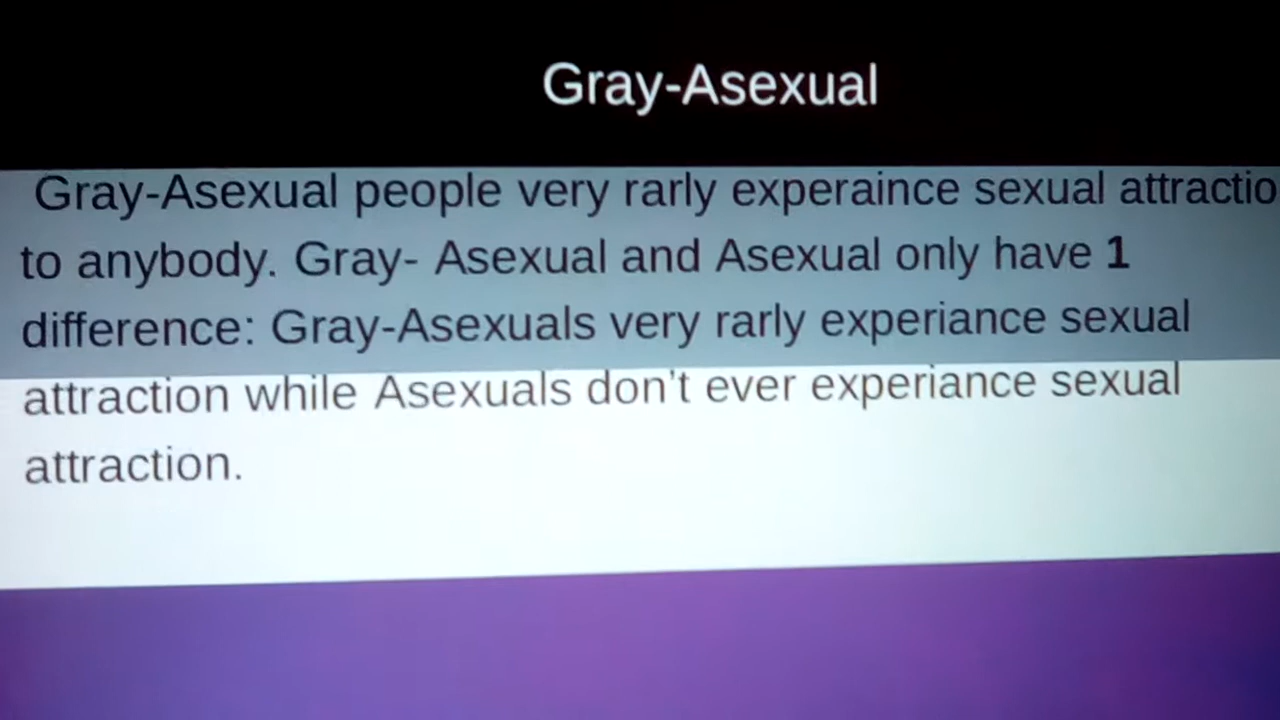 Gray-Asexual
Gray-Asexual people very rarly experaince sexual attractio
to anybody. Gray- Asexual and Asexual only have 1
difference: Gray-Asexuals very rarly experiance sexual
attraction while Asexuals don't ever experiance sexual
attraction.